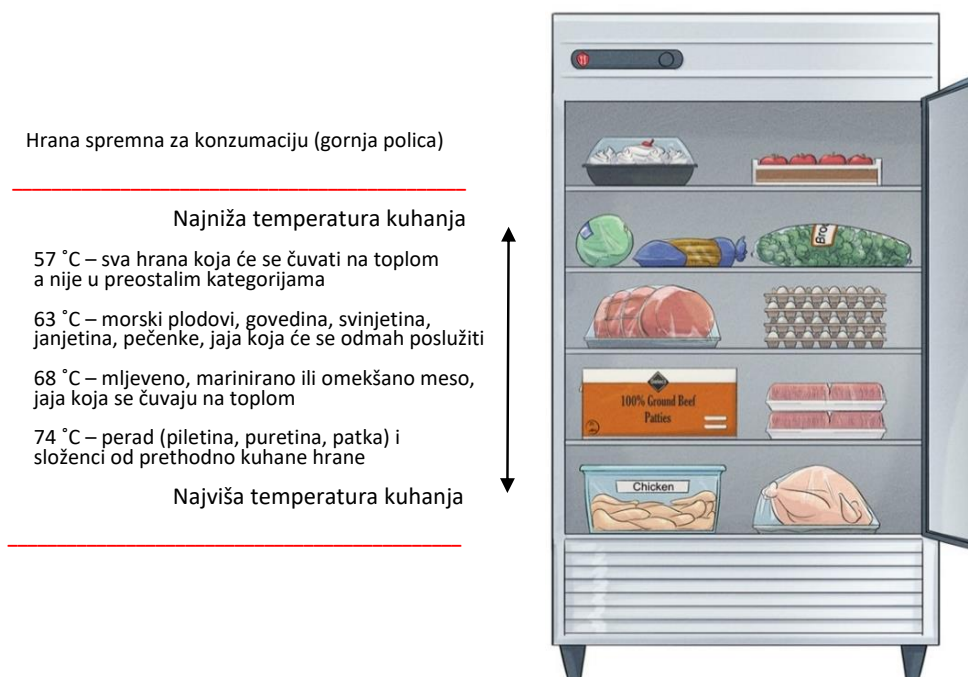 Hrana spremna za konzumaciju (gornja polica)
Najniža temperatura kuhanja
57 ˚C – sva hrana koja će se čuvati na toplom
a nije u preostalim kategorijama
63 ˚C – morski plodovi, govedina, svinjetina,
janjetina, pečenke, jaja koja će se odmah poslužiti
68 ˚C – mljeveno, marinirano ili omekšano meso,
jaja koja se čuvaju na toplom
74 ˚C – perad (piletina, puretina, patka) i
složenci od prethodno kuhane hrane
Najviša temperatura kuhanja
100% Ground Beef
Patties
Chicken